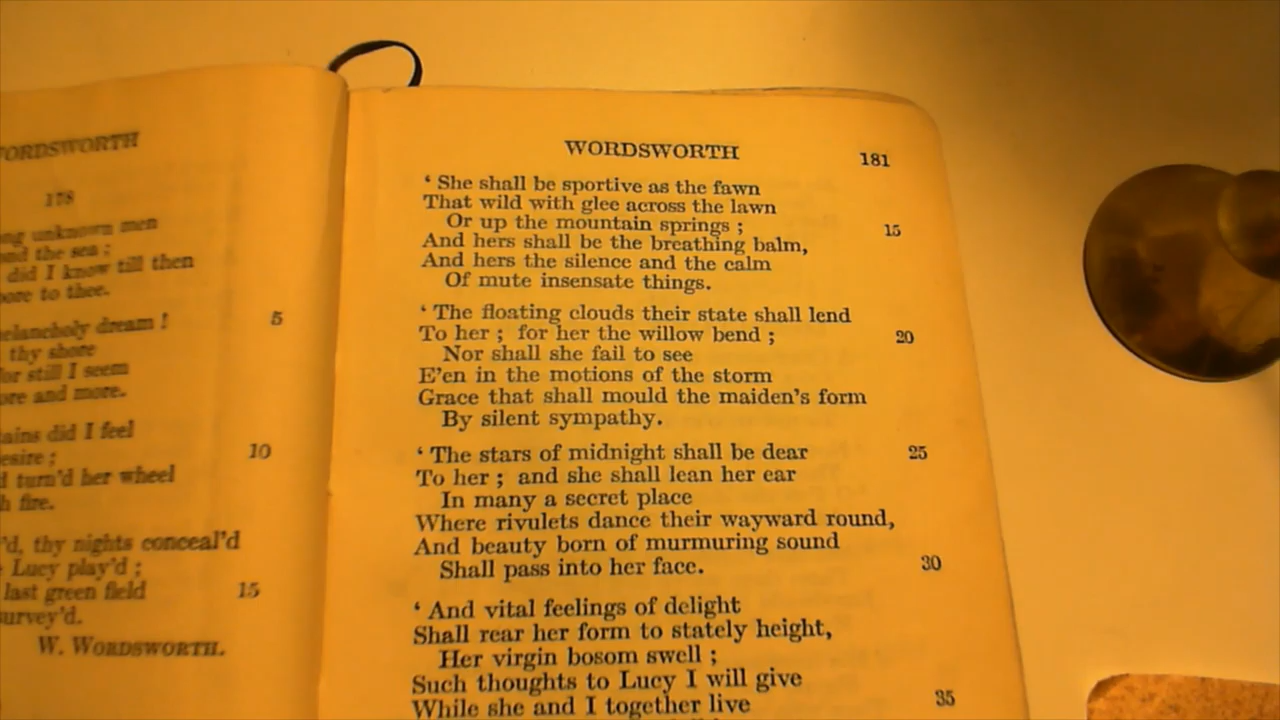 WORDSWORTH
178
unknown men
the sea ;
did I know till then
to thee.
melancholy dream ! 5
thy shore
still I seem
and more.
did I feel 10
turn'd her wheel
fire.
thy nights conceal'd
Lucy play'd ;
last green field 15
survey'd.
W. WORDSWORTH.
WORDSWORTH 181
‘ She shall be sportive as the fawn
That wild with glee across the lawn
Or up the mountain springs ; 15
And hers shall be the breathing balm,
And hers the silence and the calm
Of mute insensate things.
‘ The floating clouds their state shall lend
To her ; for her the willow bend ; 20
Nor shall she fail to see
E'en in the motions of the storm
Grace that shall mould the maiden's form
By silent sympathy.
‘ The stars of midnight shall be dear 25
To her ; and she shall lean her ear
In many a secret place
Where rivulets dance their wayward round,
And beauty born of murmuring sound
Shall pass into her face. 30
‘ And vital feelings of delight
Shall rear her form to stately height,
Her virgin bosom swell ;
Such thoughts to Lucy I will give
While she and I together live 35